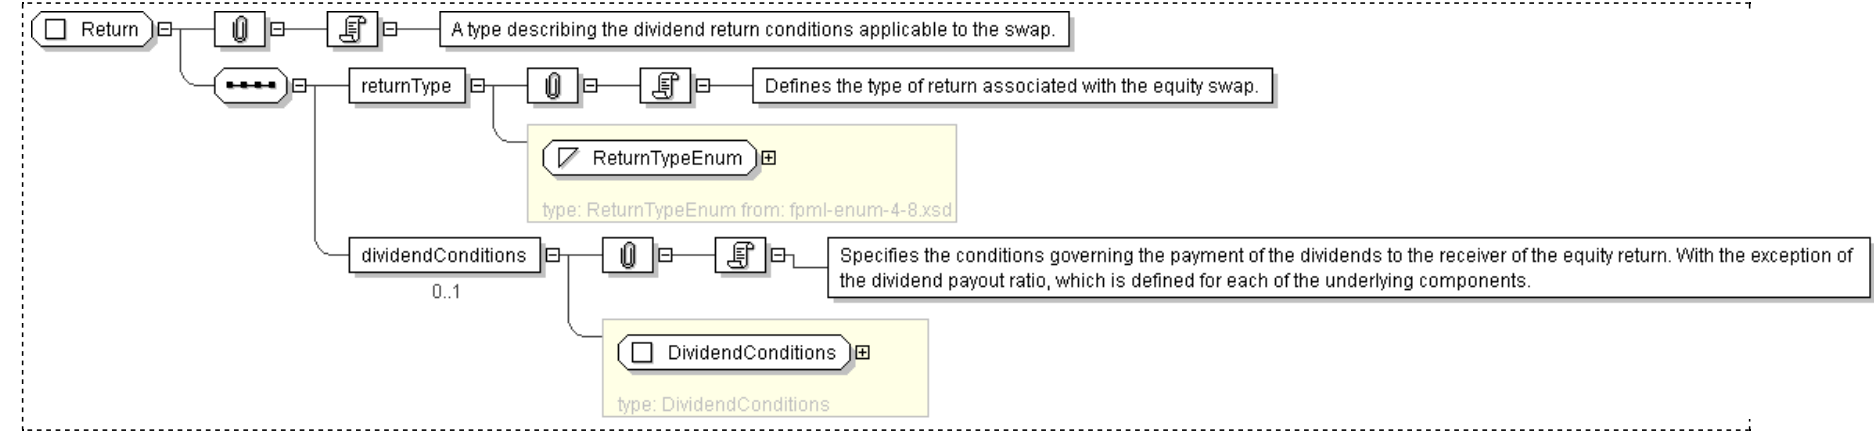 Return
A type describing the dividend return conditions applicable to the swap.
returnType
Defines the type of return associated with the equity swap.
ReturnTypeEnum
type: ReturnTypeEnum from: fpml-enum-4-8.xsd
dividendConditions
0..1
Specifies the conditions governing the payment of the dividends to the receiver of the equity return. With the exception of
the dividend payout ratio, which is defined for each of the underlying components.
DividendConditions
type: DividendConditions